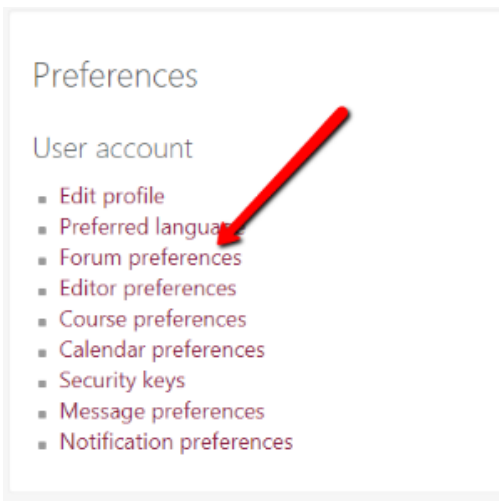 Preferences
User account
Edit profile
Preferred language
Forum preferences
Editor preferences
Course preferences
Calendar preferences
Security keys
Message preferences
Notification preferences